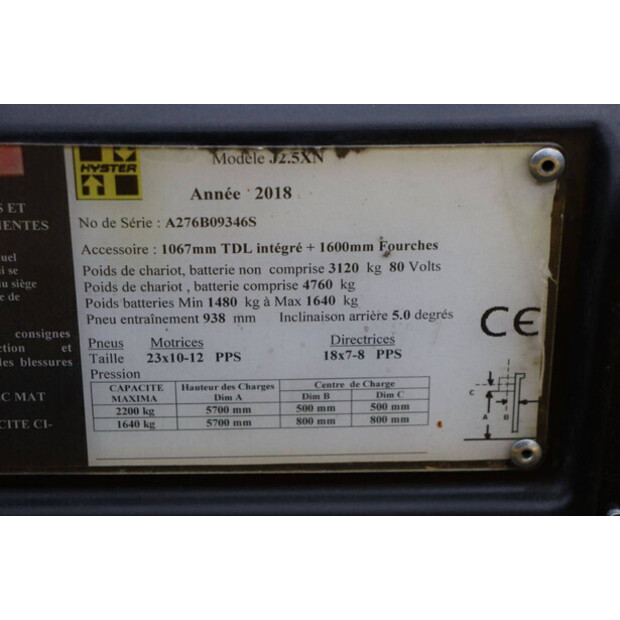 HYSTER
Modèle J2.5XN
Année 2018
No de Série : A276B09346S
Accessoire : 1067mm TDL intégré + 1600mm Fourches
Poids de chariot, batterie non comprise 3120 kg 80 Volts
Poids de chariot , batterie comprise 4760 kg
Poids batteries Min 1480 kg à Max 1640 kg
Pneu entraînement 938 mm Inclinaison arrière 5.0 degrés
CE
Pneus Motrices Directrices
Taille 23x10-12 PPS 18x7-8 PPS
Pression
CAPACITE MAXIMA Hauteur des Charges Dim A Centre de Charge Dim B Dim C
2200 kg 5700 mm 500 mm 500 mm
1640 kg 5700 mm 800 mm 800 mm
C
A B
S ET
IENTES
uel
ui se
u siège
e de
consignes
ction et
les blessures
C MAT
CITE CI-